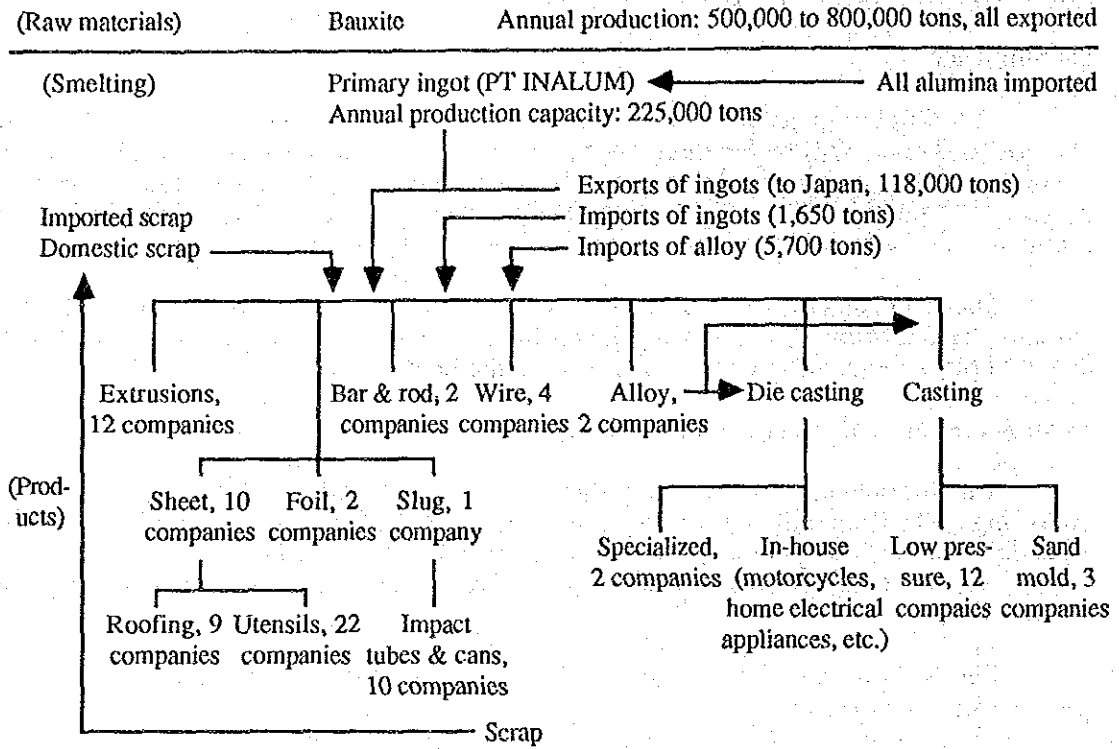 (Raw materials) Bauxite Annual production: 500,000 to 800,000 tons, all exported
(Smelting) Primary ingot (PT INALUM) All alumina imported
Annual production capacity: 225,000 tons
Exports of ingots (to Japan, 118,000 tons)
Imported scrap
Imports of ingots (1,650 tons)
Domestic scrap
Imports of alloy (5,700 tons)
Extrusions,
12 companies
Bar & rod, 2
companies
Wire, 4
companies
Alloy,
2 companies
Die casting
Casting
(Prod-
ucts)
Sheet, 10
companies
Foil, 2
companies
Slug, 1
company
Specialized,
2 companies
In-house
(motorcycles,
home electrical
appliances, etc.)
Low pres-
sure, 12
compaies
Sand
mold, 3
companies
Roofing, 9
companies
Utensils, 22
companies
Impact
tubes & cans,
10 companies
Scrap